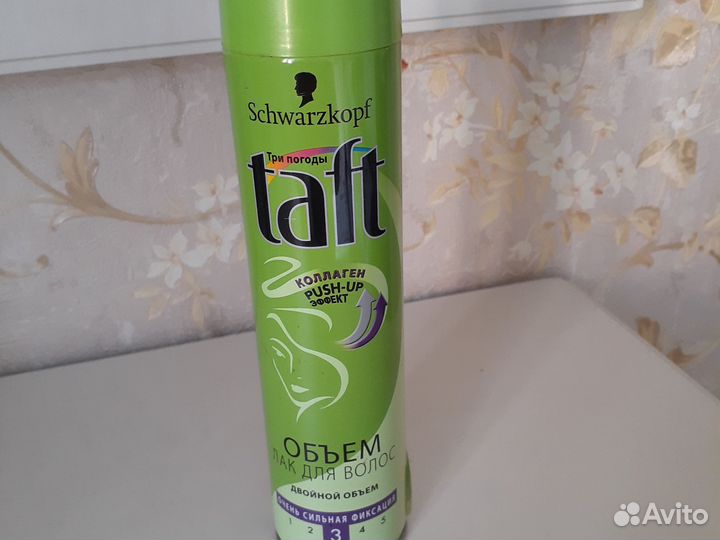 Schwarzkopf
Три погоды
taft
КОЛЛАГЕН
PUSH-UP
ЭФФЕКТ
ОБЪЕМ
ЛАК ДЛЯ ВОЛОС
ДВОЙНОЙ ОБЪЕМ
ОЧЕНЬ СИЛЬНАЯ ФИКСАЦИЯ
1 2 3 4 5
Avito